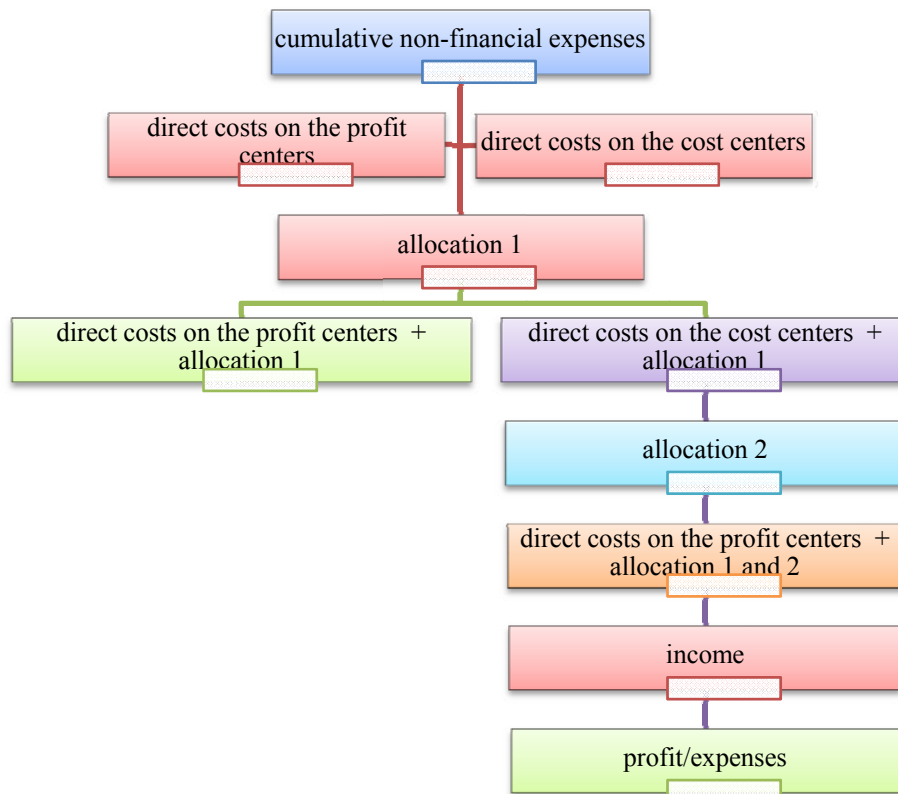 cumulative non-financial expenses
direct costs on the profit
centers
direct costs on the cost centers
allocation 1
direct costs on the profit centers +
allocation 1
direct costs on the cost centers +
allocation 1
allocation 2
direct costs on the profit centers +
allocation 1 and 2
income
profit/expenses